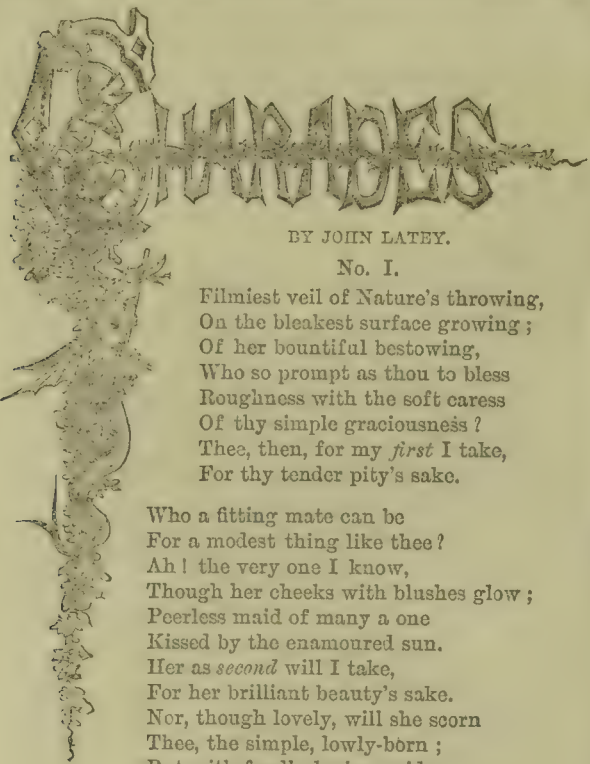 CHARADES
BY JOHN LATEY.
No. I.
Filmiest veil of Nature's throwing,
On the bleakest surface growing;
Of her bountiful bestowing,
Who so prompt as thou to bless
Roughness with the soft caress
Of thy simple graciousness?
Thee, then, for my first I take,
For thy tender pity's sake.
Who a fitting mate can be
For a modest thing like thee?
Ah! the very one I know,
Though her cheeks with blushes glow;
Peerless maid of many a one
Kissed by the enamoured sun.
Her as second will I take,
For her brilliant beauty's sake.
Nor, though lovely, will she scorn
Thee, the simple, lowly-born;